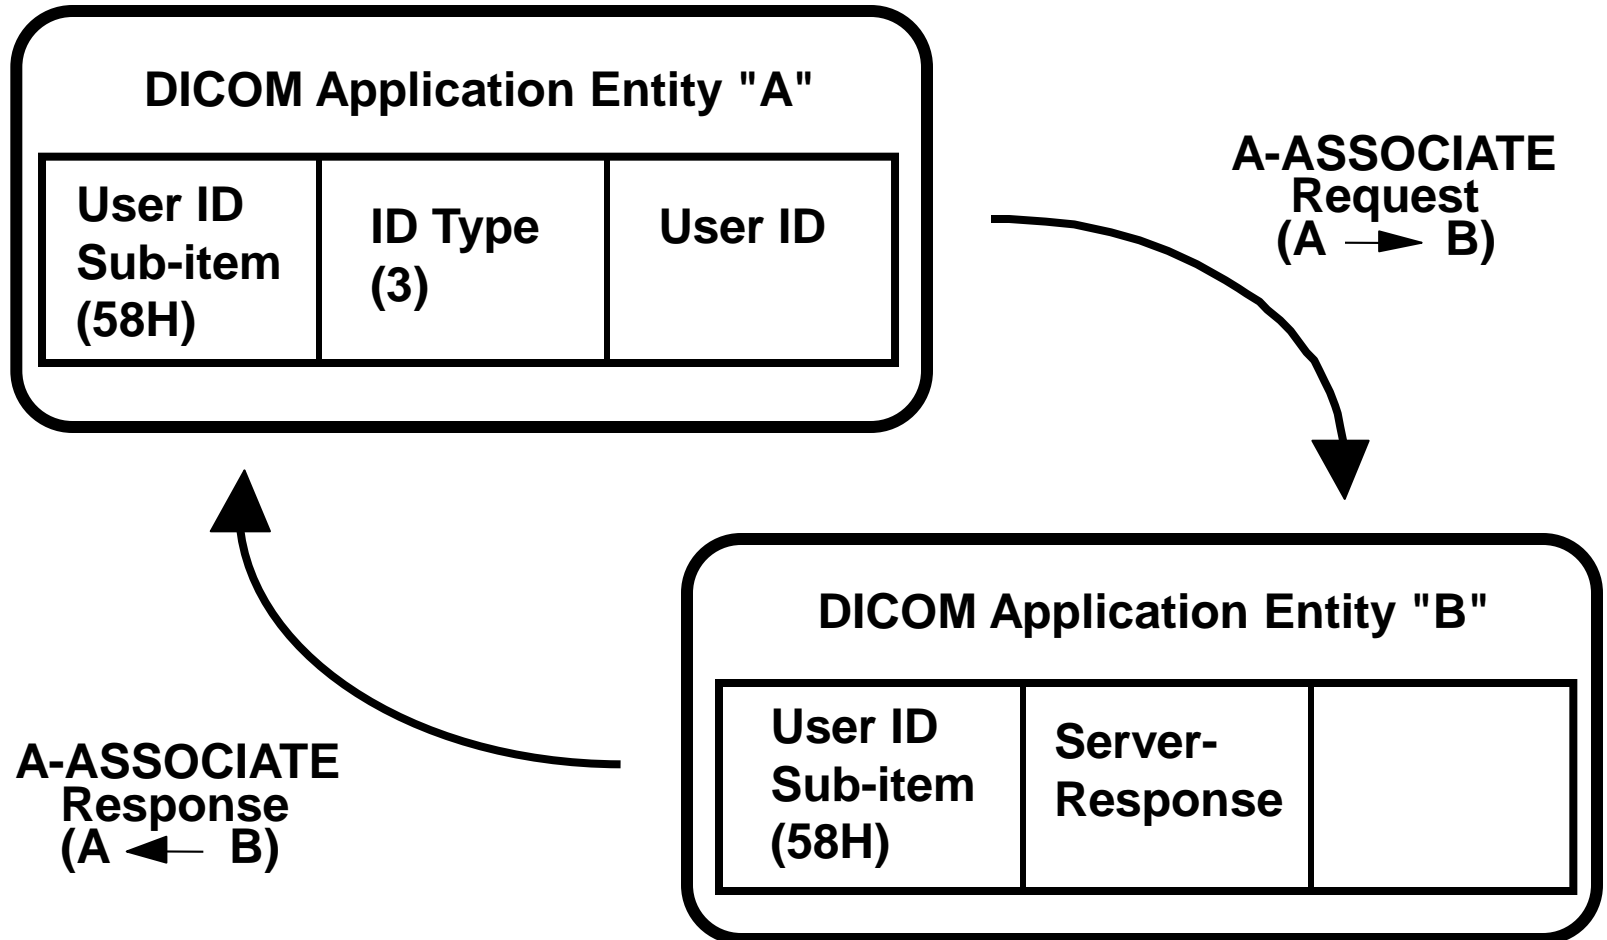 DICOM Application Entity "A"
User ID
Sub-item
(58H)
ID Type
(3)
User ID
A-ASSOCIATE
Request
(A B)
DICOM Application Entity "B"
User ID
Sub-item
(58H)
Server-
Response
A-ASSOCIATE
Response
(A B)